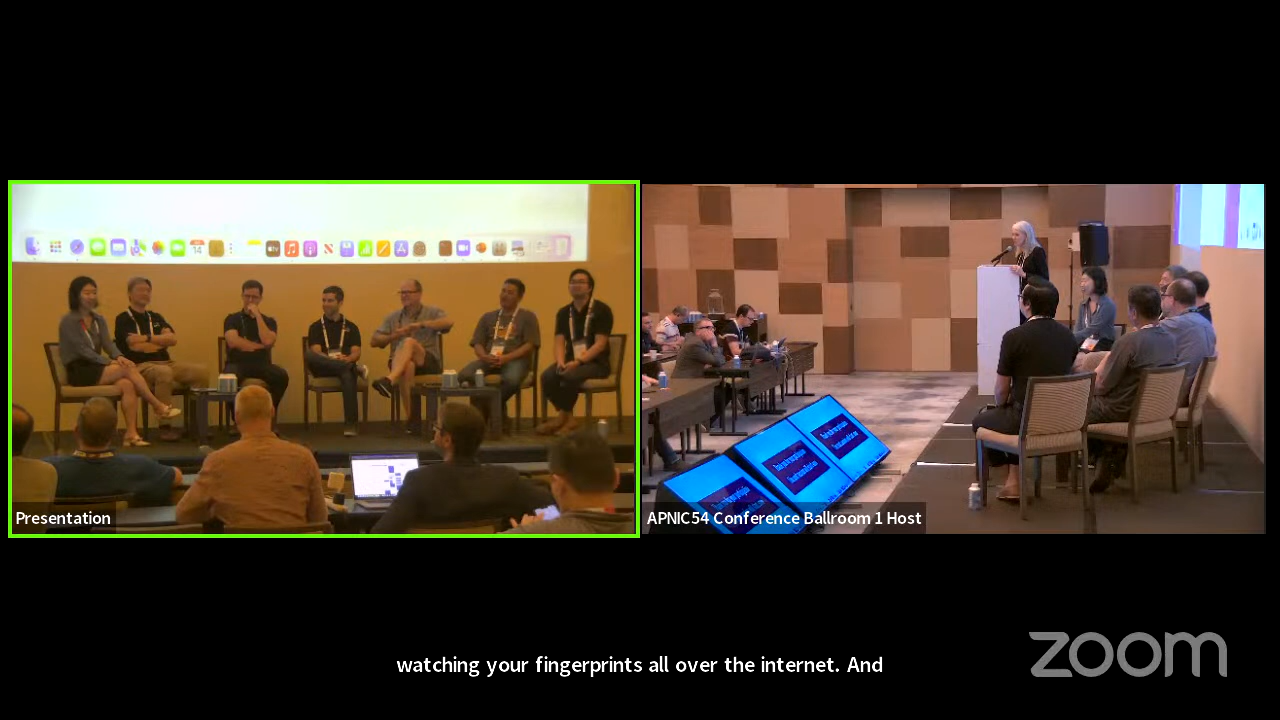 Presentation
APNIC54 Conference Ballroom 1 Host
watching your fingerprints all over the internet. And
zoom